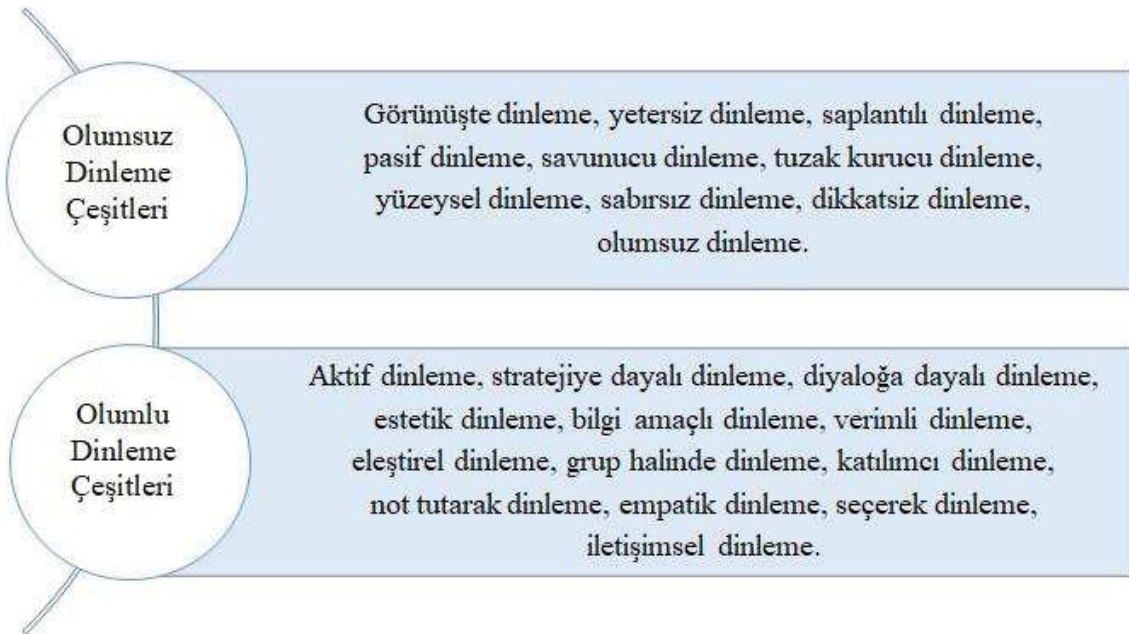 Olumsuz
Dinleme
Çeşitleri
Görünüşte dinleme, yetersiz dinleme, saplantılı dinleme,
pasif dinleme, savunucu dinleme, tuzak kurucu dinleme,
yüzeysel dinleme, sabırsız dinleme, dikkatsiz dinleme,
olumsuz dinleme.
Olumlu
Dinleme
Çeşitleri
Aktif dinleme, stratejiye dayalı dinleme, diyaloğa dayalı dinleme,
estetik dinleme, bilgi amaçlı dinleme, verimli dinleme,
eleştirel dinleme, grup halinde dinleme, katılımcı dinleme,
not tutarak dinleme, empatik dinleme, seçerek dinleme,
iletişimsel dinleme.